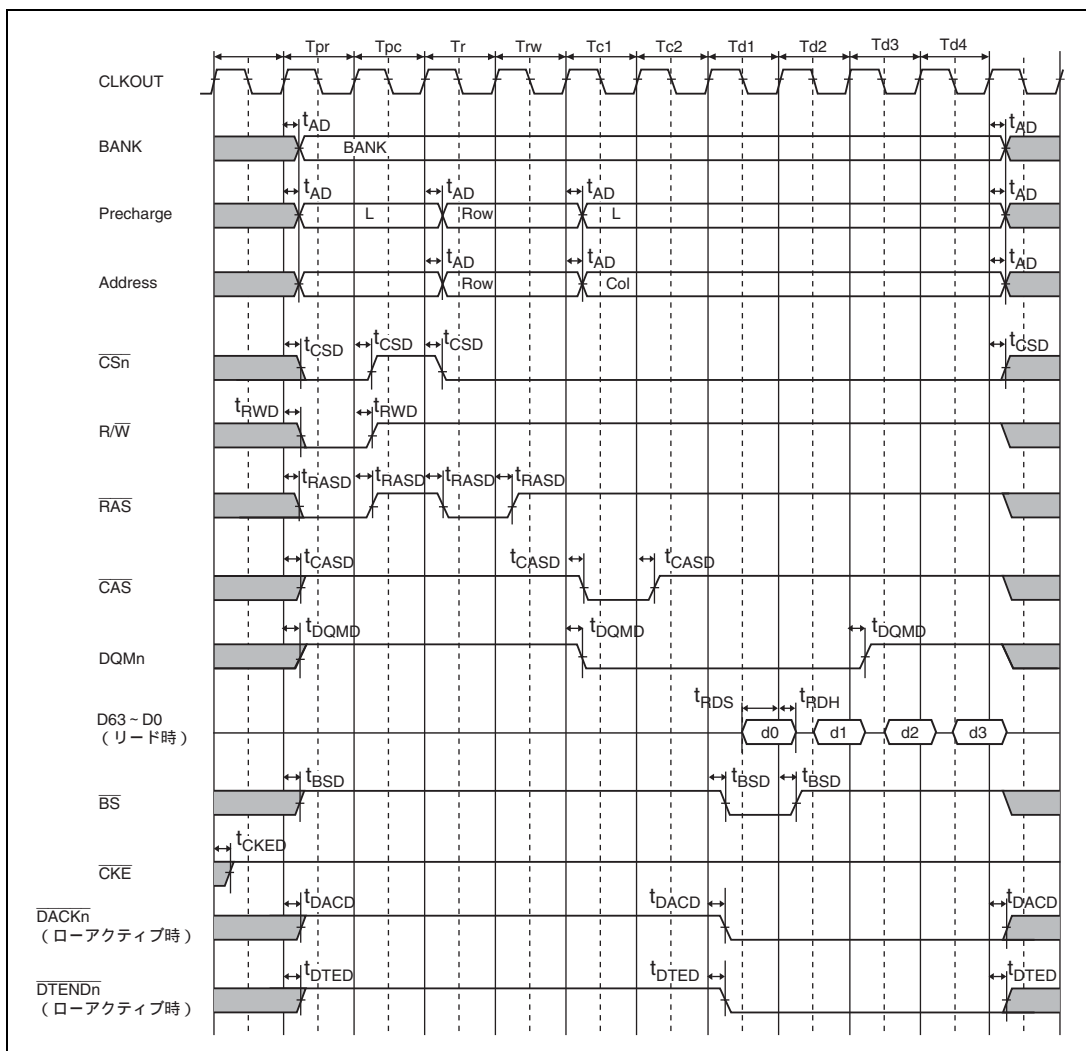 Tpr Tpc Tr Trw Tc1 Tc2 Td1 Td2 Td3 Td4
CLKOUT
tAD tAD
BANK BANK
tAD tAD tAD tAD
Precharge L Row L
tAD tAD tAD
Address Row Col
tCSD tCSD tCSD tCSD
CSn
tRWD tRWD
R/W
tRASD tRASD tRASD tRASD
RAS
tCASD tCASD tCASD
CAS
tDQMD tDQMD tDQMD
DQMn
tRDS tRDH
D63~D0
(リード時) d0 d1 d2 d3
tBSD tBSD tBSD
BS
tCKED
CKE
tDACD tDACD tDACD
DACKn
(ローアクティブ時)
tDTED tDTED tDTED
DTENDn
(ローアクティブ時)